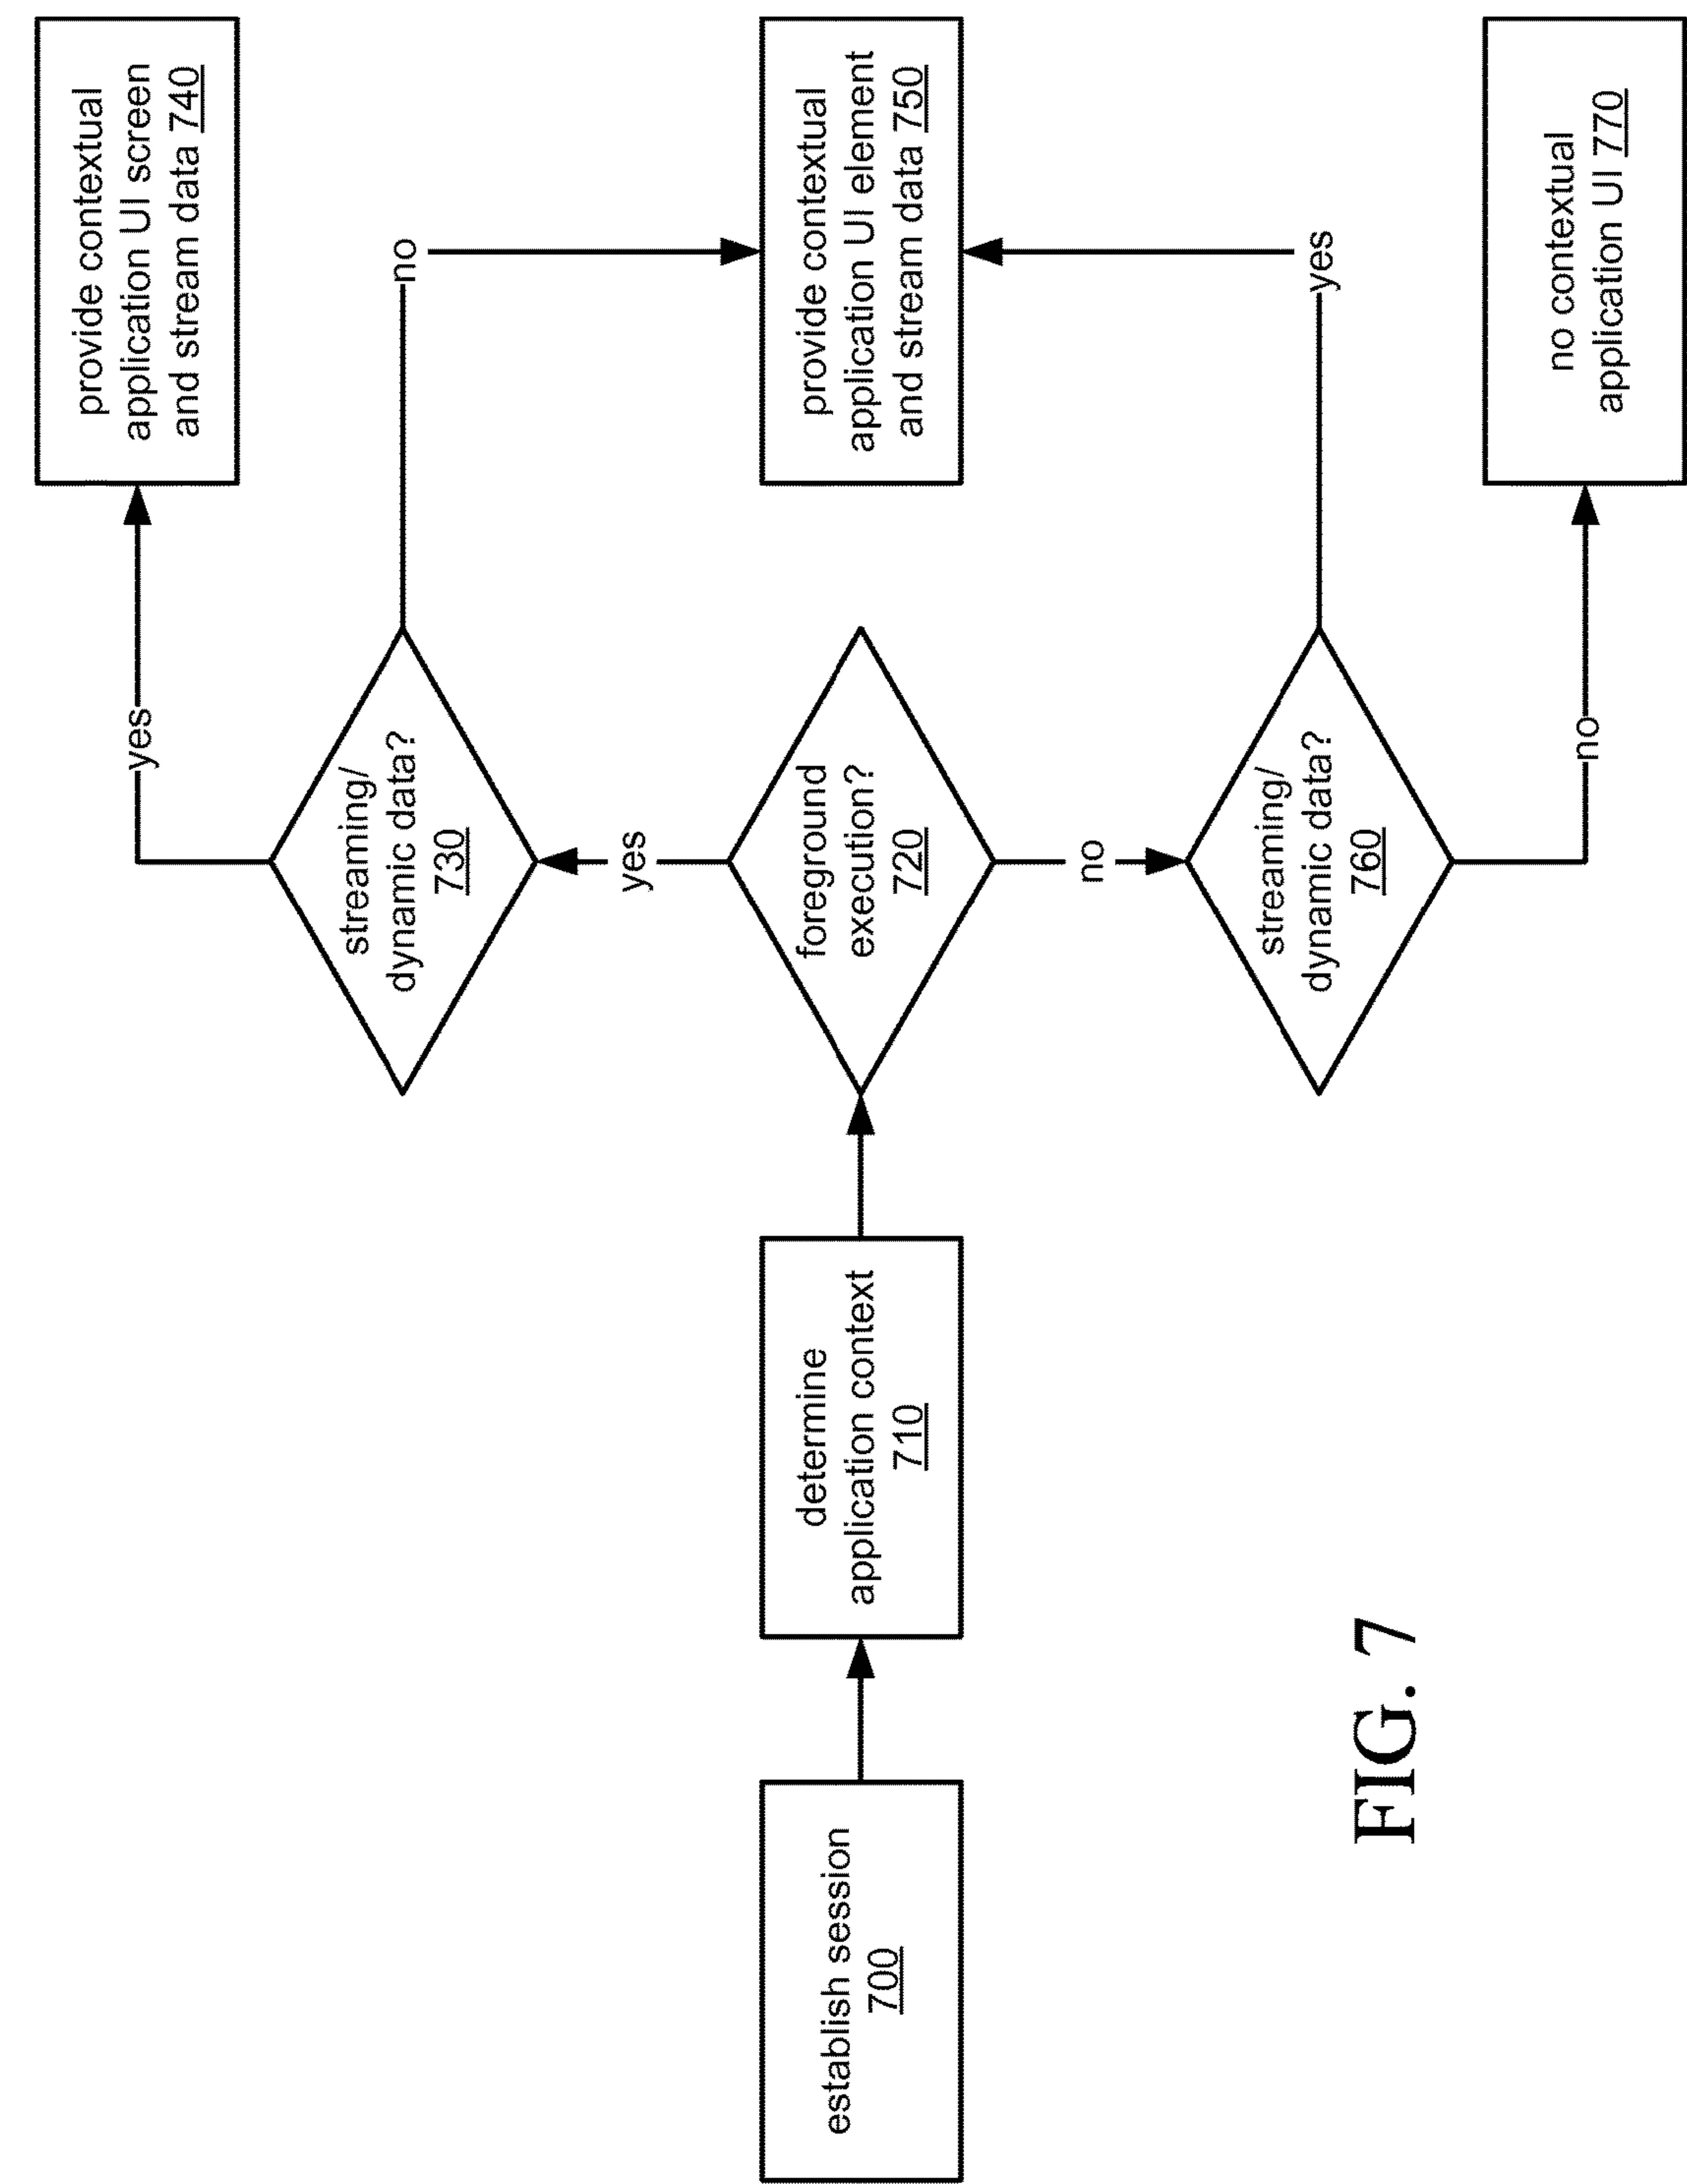 establish session
700
determine
application context
710
foreground
execution?
720
yes
no
streaming/
dynamic data?
730
yes
no
streaming/
dynamic data?
760
yes
no
provide contextual
application UI screen
and stream data 740
provide contextual
application UI element
and stream data 750
no contextual
application UI 770
FIG. 7